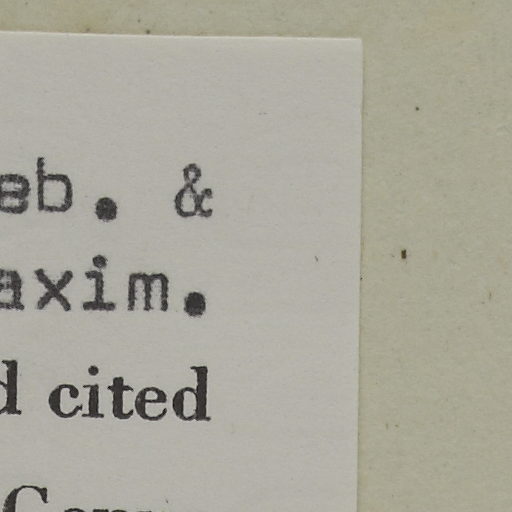 eb. &
axim.
d cited